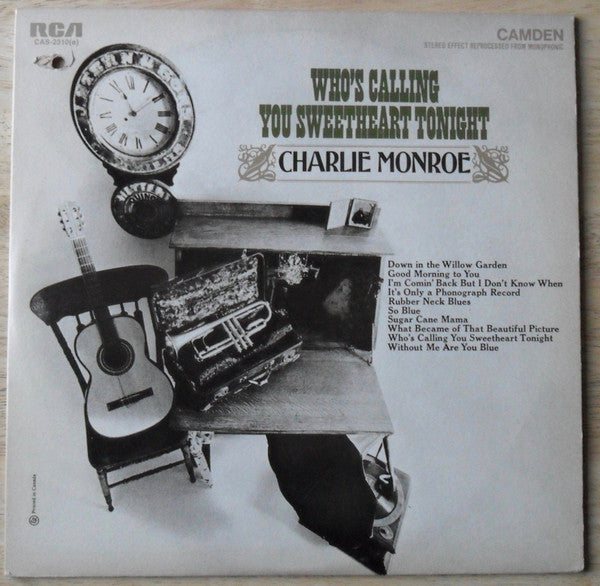 RCA
CAS-2310(e)
CAMDEN
STEREO EFFECT REPROCESSED FROM MONOPHONIC
WHO'S CALLING
YOU SWEETHEART TONIGHT
CHARLIE MONROE
Down in the Willow Garden
Good Morning to You
I'm Comin' Back But I Don't Know When
It's Only a Phonograph Record
Rubber Neck Blues
So Blue
Sugar Cane Mama
What Became of That Beautiful Picture
Who's Calling You Sweetheart Tonight
Without Me Are You Blue
Printed in Canada